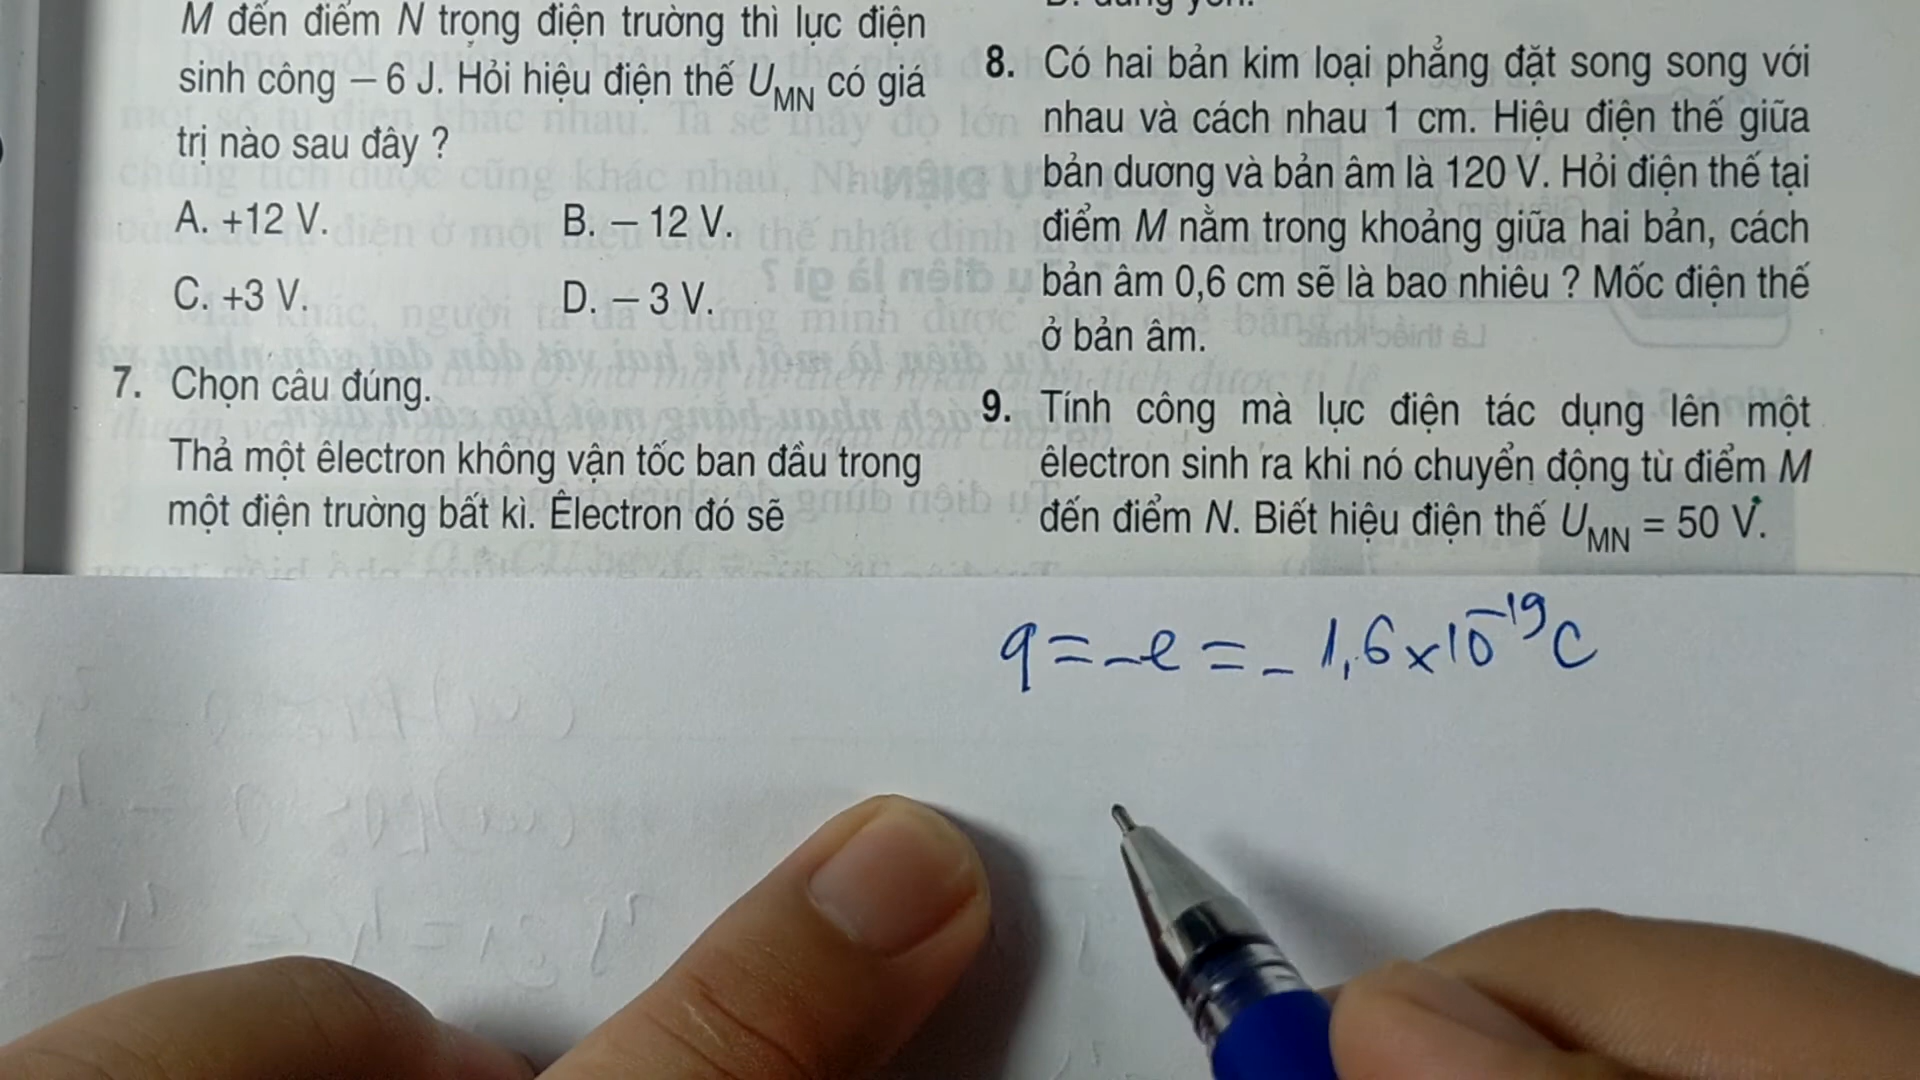 M đến điểm N trong điện trường thì lực điện
sinh công – 6 J. Hỏi hiệu điện thế UMN có giá
trị nào sau đây ?
A. +12 V.
B. – 12 V.
C. +3 V.
D. – 3 V.
7. Chọn câu đúng.
Thả một êlectron không vận tốc ban đầu trong
một điện trường bất kì. Êlectron đó sẽ
8. Có hai bản kim loại phẳng đặt song song với
nhau và cách nhau 1 cm. Hiệu điện thế giữa
bản dương và bản âm là 120 V. Hỏi điện thế tại
điểm M nằm trong khoảng giữa hai bản, cách
bản âm 0,6 cm sẽ là bao nhiêu ? Mốc điện thế
ở bản âm.
9. Tính công mà lực điện tác dụng lên một
êlectron sinh ra khi nó chuyển động từ điểm M
đến điểm N. Biết hiệu điện thế UMN = 50 V.
q = -e = - 1,6 x 10⁻¹⁹ C